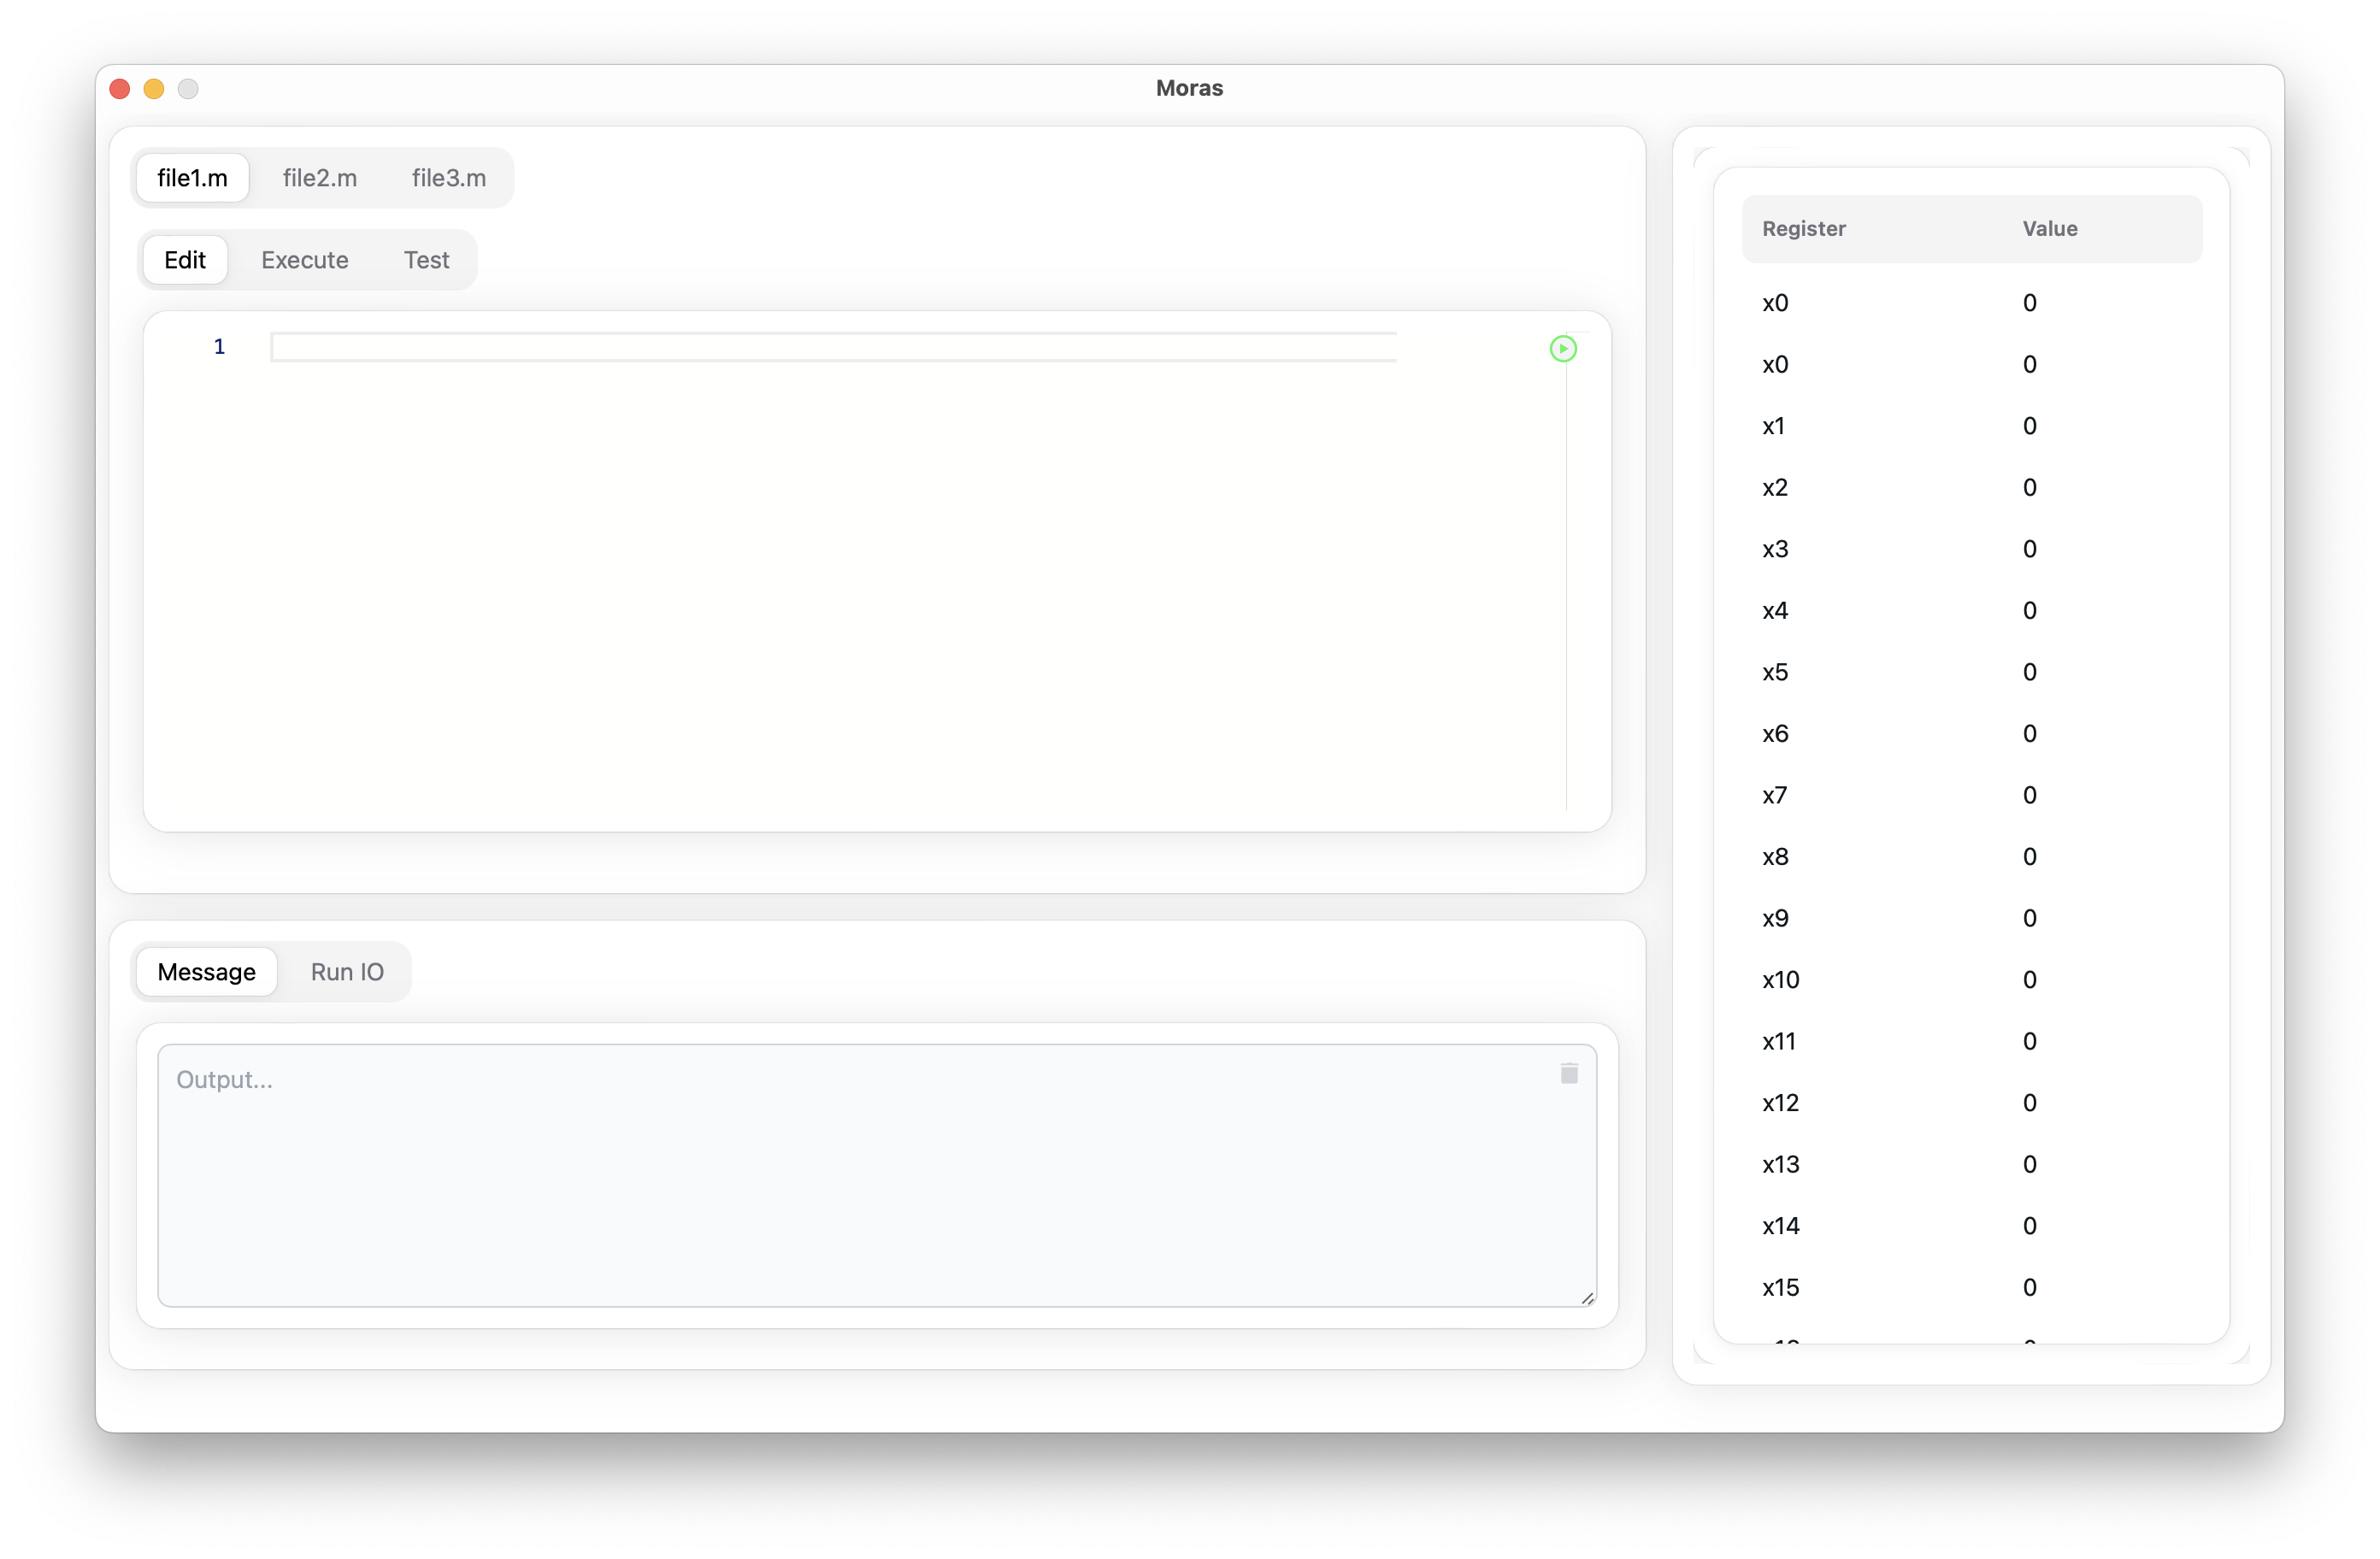 Moras
file1.m file2.m file3.m
Edit Execute Test
1
Message Run IO
Output...
Register Value
x0 0
x0 0
x1 0
x2 0
x3 0
x4 0
x5 0
x6 0
x7 0
x8 0
x9 0
x10 0
x11 0
x12 0
x13 0
x14 0
x15 0